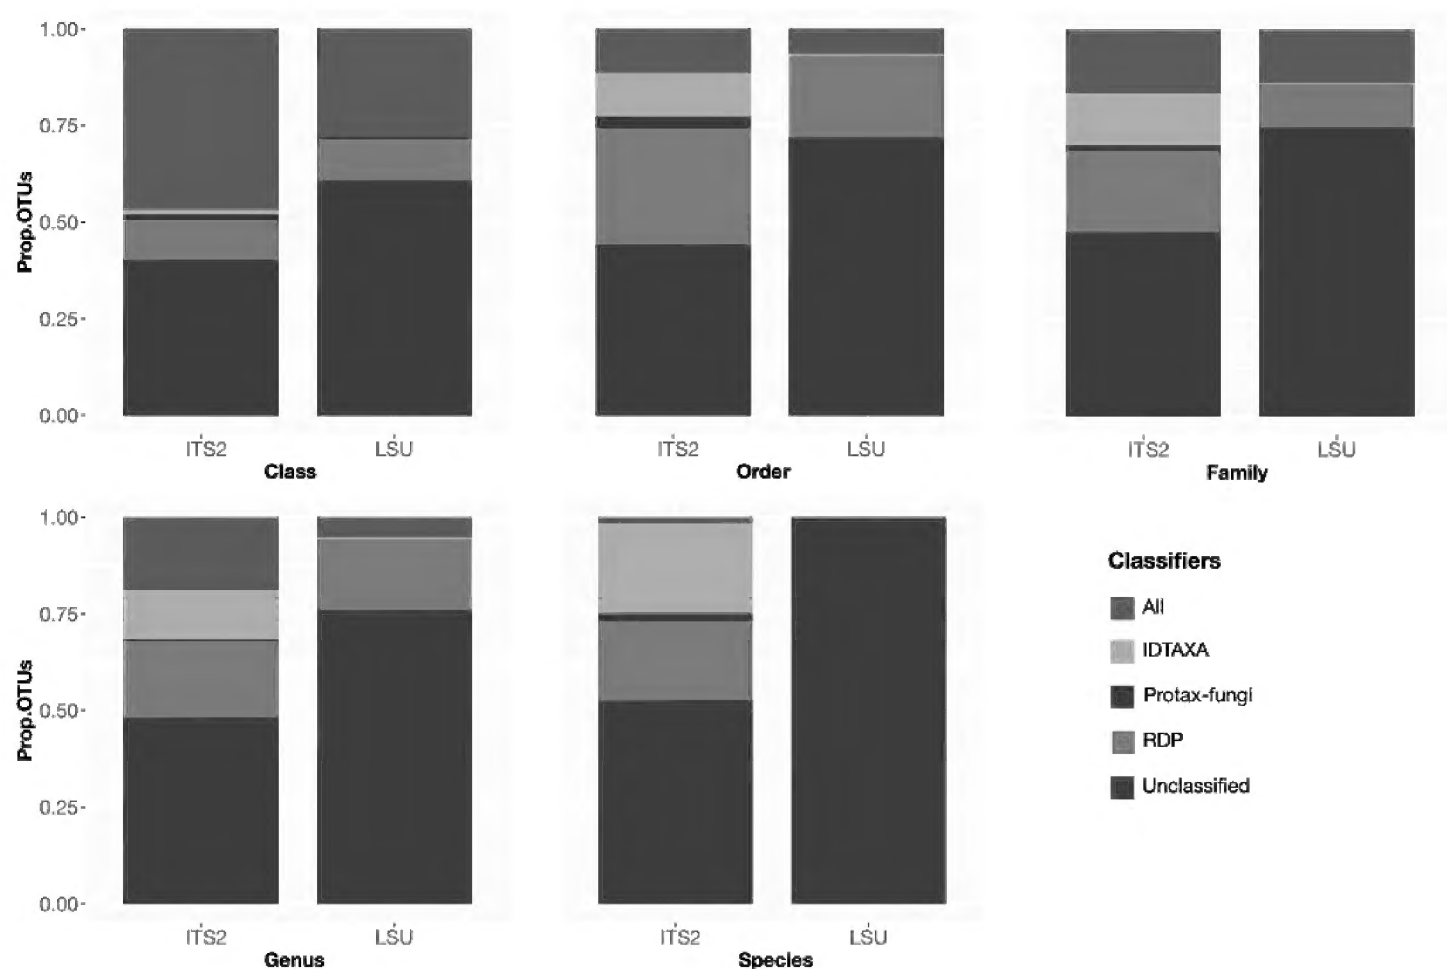 Prop.OTUs
1.00
0.75
0.50
0.25
0.00
ITS2 LSU
Class
ITS2 LSU
Order
ITS2 LSU
Family
Prop.OTUs
1.00
0.75
0.50
0.25
0.00
ITS2 LSU
Genus
ITS2 LSU
Species
Classifiers
All
IDTAXA
Protax-fungi
RDP
Unclassified